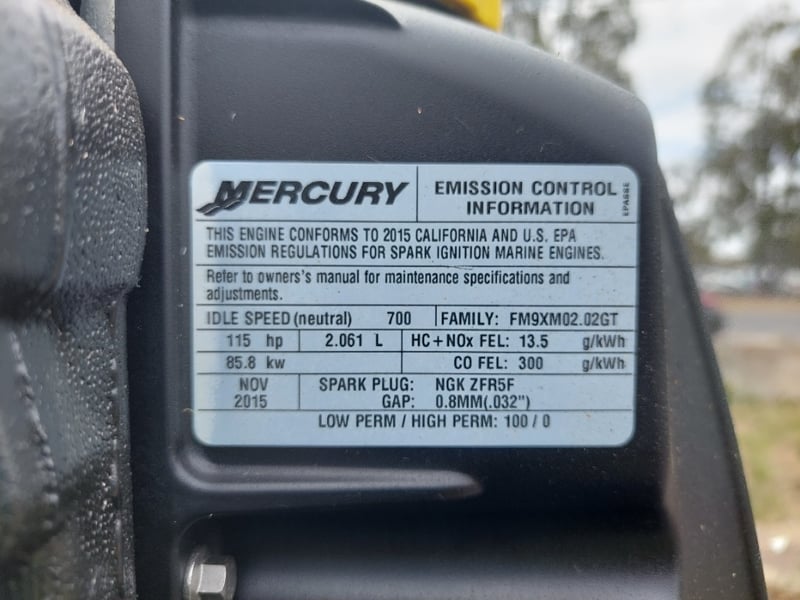 MERCURY
EMISSION CONTROL
INFORMATION
EPA98E
THIS ENGINE CONFORMS TO 2015 CALIFORNIA AND U.S. EPA
EMISSION REGULATIONS FOR SPARK IGNITION MARINE ENGINES.
Refer to owners's manual for maintenance specifications and
adjustments.
IDLE SPEED (neutral) 700 FAMILY: FM9XM02.02GT
115 hp 2.061 L HC+NOx FEL: 13.5 g/kWh
85.8 kw CO FEL: 300 g/kWh
NOV SPARK PLUG: NGK ZFR5F
2015 GAP: 0.8MM(.032")
LOW PERM / HIGH PERM: 100 / 0